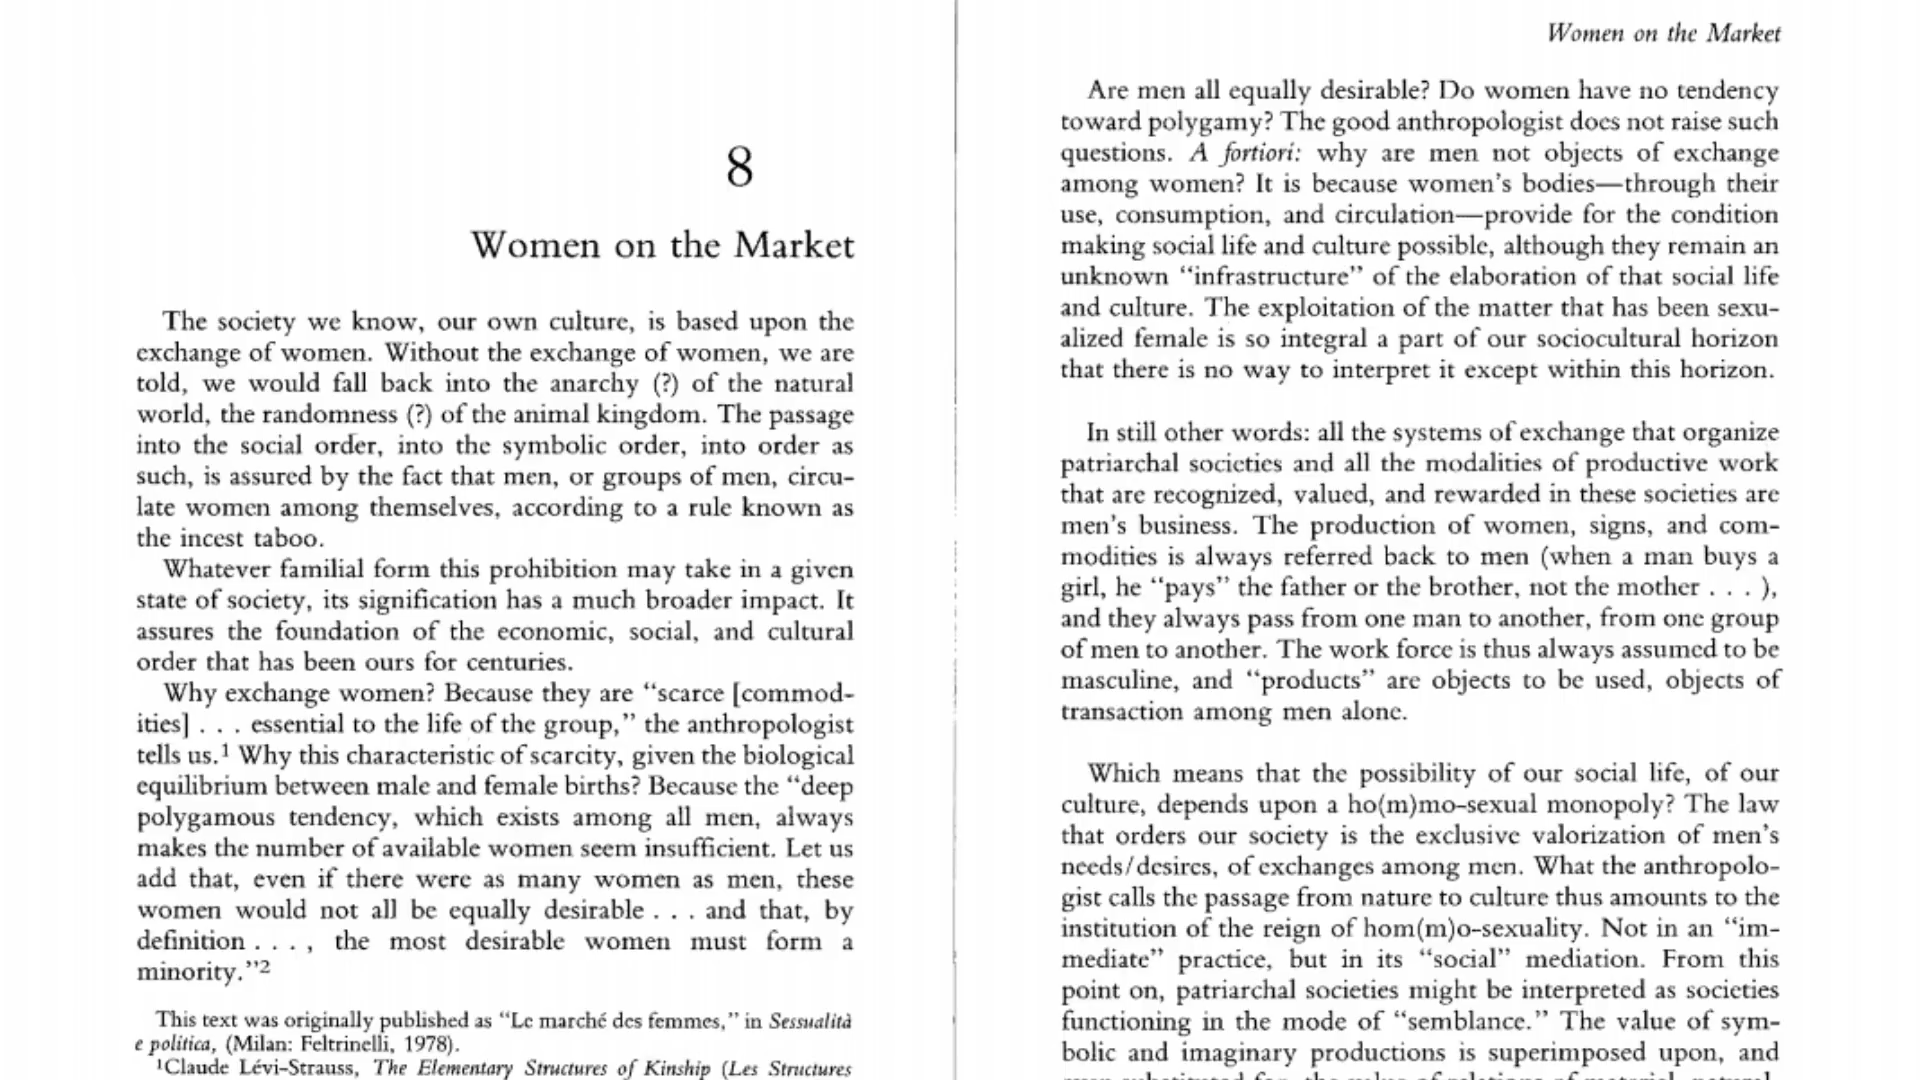 8
Women on the Market
The society we know, our own culture, is based upon the
exchange of women. Without the exchange of women, we are
told, we would fall back into the anarchy (?) of the natural
world, the randomness (?) of the animal kingdom. The passage
into the social order, into the symbolic order, into order as
such, is assured by the fact that men, or groups of men, circu-
late women among themselves, according to a rule known as
the incest taboo.
Whatever familial form this prohibition may take in a given
state of society, its signification has a much broader impact. It
assures the foundation of the economic, social, and cultural
order that has been ours for centuries.
Why exchange women? Because they are “scarce [commod-
ities] . . . essential to the life of the group,” the anthropologist
tells us.¹ Why this characteristic of scarcity, given the biological
equilibrium between male and female births? Because the “deep
polygamous tendency, which exists among all men, always
makes the number of available women seem insufficient. Let us
add that, even if there were as many women as men, these
women would not all be equally desirable . . . and that, by
definition . . . , the most desirable women must form a
minority.”²
This text was originally published as “Le marché des femmes,” in Sessualità
e politica, (Milan: Feltrinelli, 1978).
¹Claude Lévi-Strauss, The Elementary Structures of Kinship (Les Structures
Women on the Market
Are men all equally desirable? Do women have no tendency
toward polygamy? The good anthropologist does not raise such
questions. A fortiori: why are men not objects of exchange
among women? It is because women’s bodies—through their
use, consumption, and circulation—provide for the condition
making social life and culture possible, although they remain an
unknown “infrastructure” of the elaboration of that social life
and culture. The exploitation of the matter that has been sexu-
alized female is so integral a part of our sociocultural horizon
that there is no way to interpret it except within this horizon.
In still other words: all the systems of exchange that organize
patriarchal societies and all the modalities of productive work
that are recognized, valued, and rewarded in these societies are
men’s business. The production of women, signs, and com-
modities is always referred back to men (when a man buys a
girl, he “pays” the father or the brother, not the mother . . . ),
and they always pass from one man to another, from one group
of men to another. The work force is thus always assumed to be
masculine, and “products” are objects to be used, objects of
transaction among men alone.
Which means that the possibility of our social life, of our
culture, depends upon a ho(m)mo-sexual monopoly? The law
that orders our society is the exclusive valorization of men’s
needs/desires, of exchanges among men. What the anthropolo-
gist calls the passage from nature to culture thus amounts to the
institution of the reign of hom(m)o-sexuality. Not in an “im-
mediate” practice, but in its “social” mediation. From this
point on, patriarchal societies might be interpreted as societies
functioning in the mode of “semblance.” The value of sym-
bolic and imaginary productions is superimposed upon, and